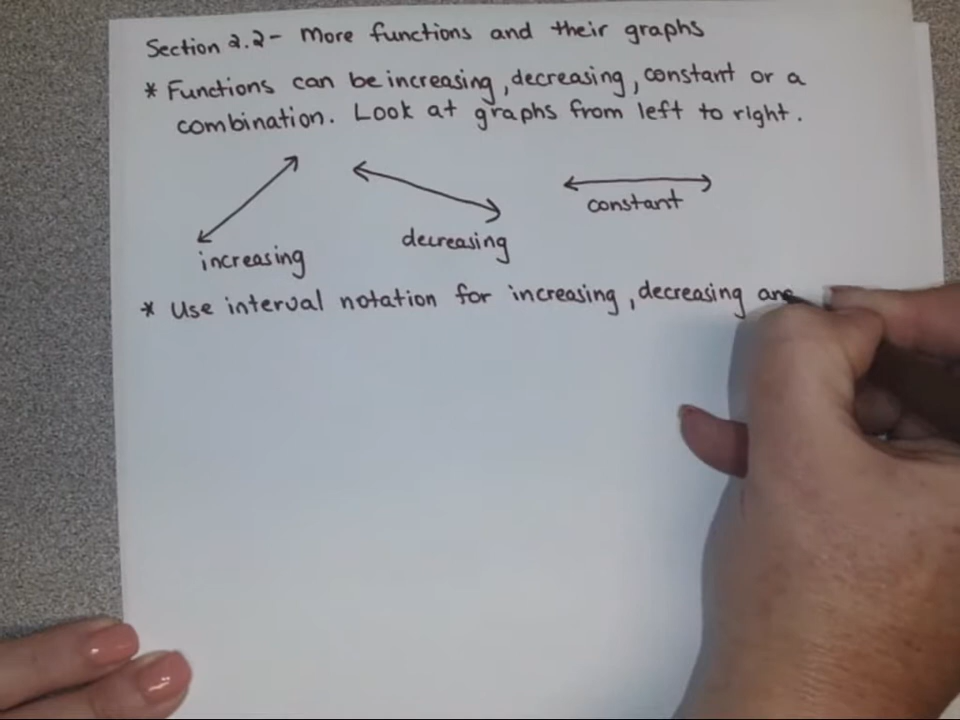 Section 2.2- More functions and their graphs
* Functions can be increasing, decreasing, constant or a
combination. Look at graphs from left to right.
increasing
decreasing
constant
* Use interval notation for increasing, decreasing an